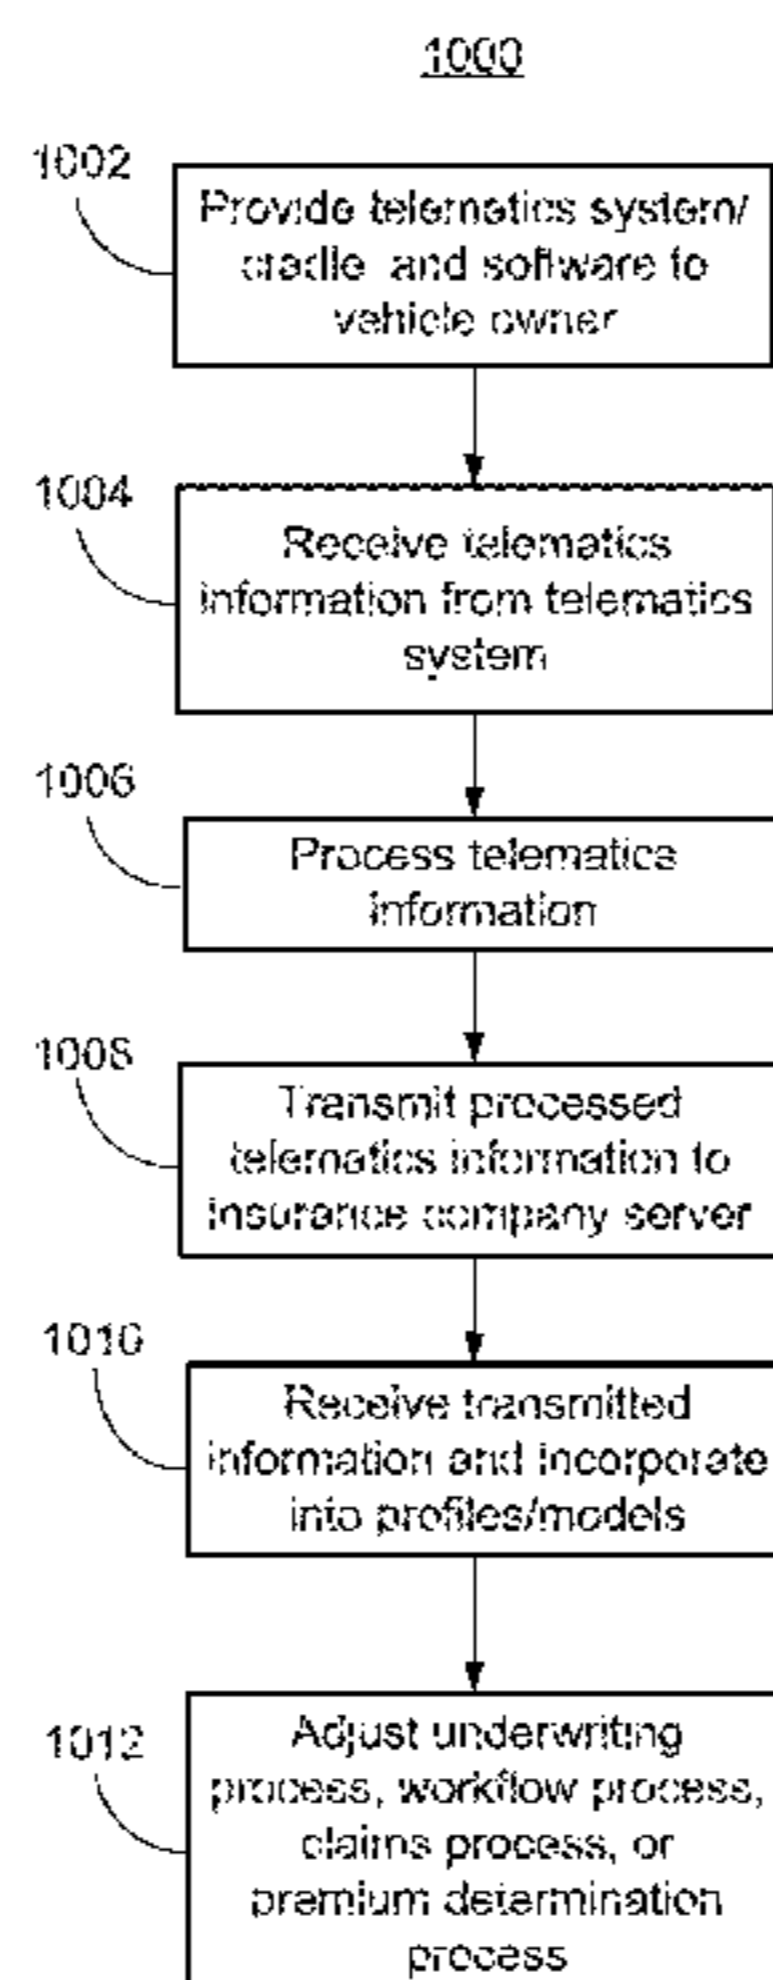 1000
1002
Provide telematics system/
cradle and software to
vehicle owner
1004
Receive telematics
information from telematics
system
1006
Process telematics
information
1008
Transmit processed
telematics information to
insurance company server
1010
Receive transmitted
information and incorporate
into profiles/models
1012
Adjust underwriting
process, workflow process,
claims process, or
premium determination
process